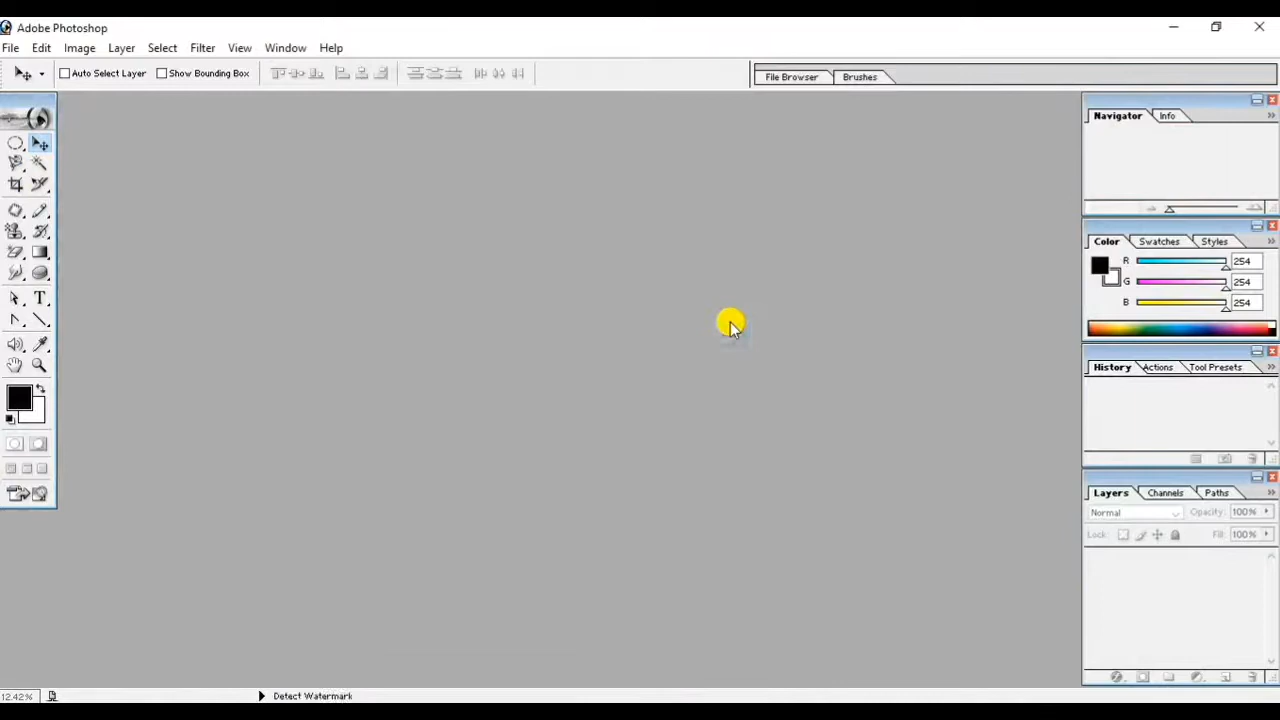 Adobe Photoshop
File Edit Image Layer Select Filter View Window Help
Auto Select Layer Show Bounding Box File Browser Brushes
Navigator Info
Color Swatches Styles
R 254
G 254
B 254
T
History Actions Tool Presets
Layers Channels Paths
Normal Opacity: 100%
Lock: Fill: 100%
12.42% Detect Watermark